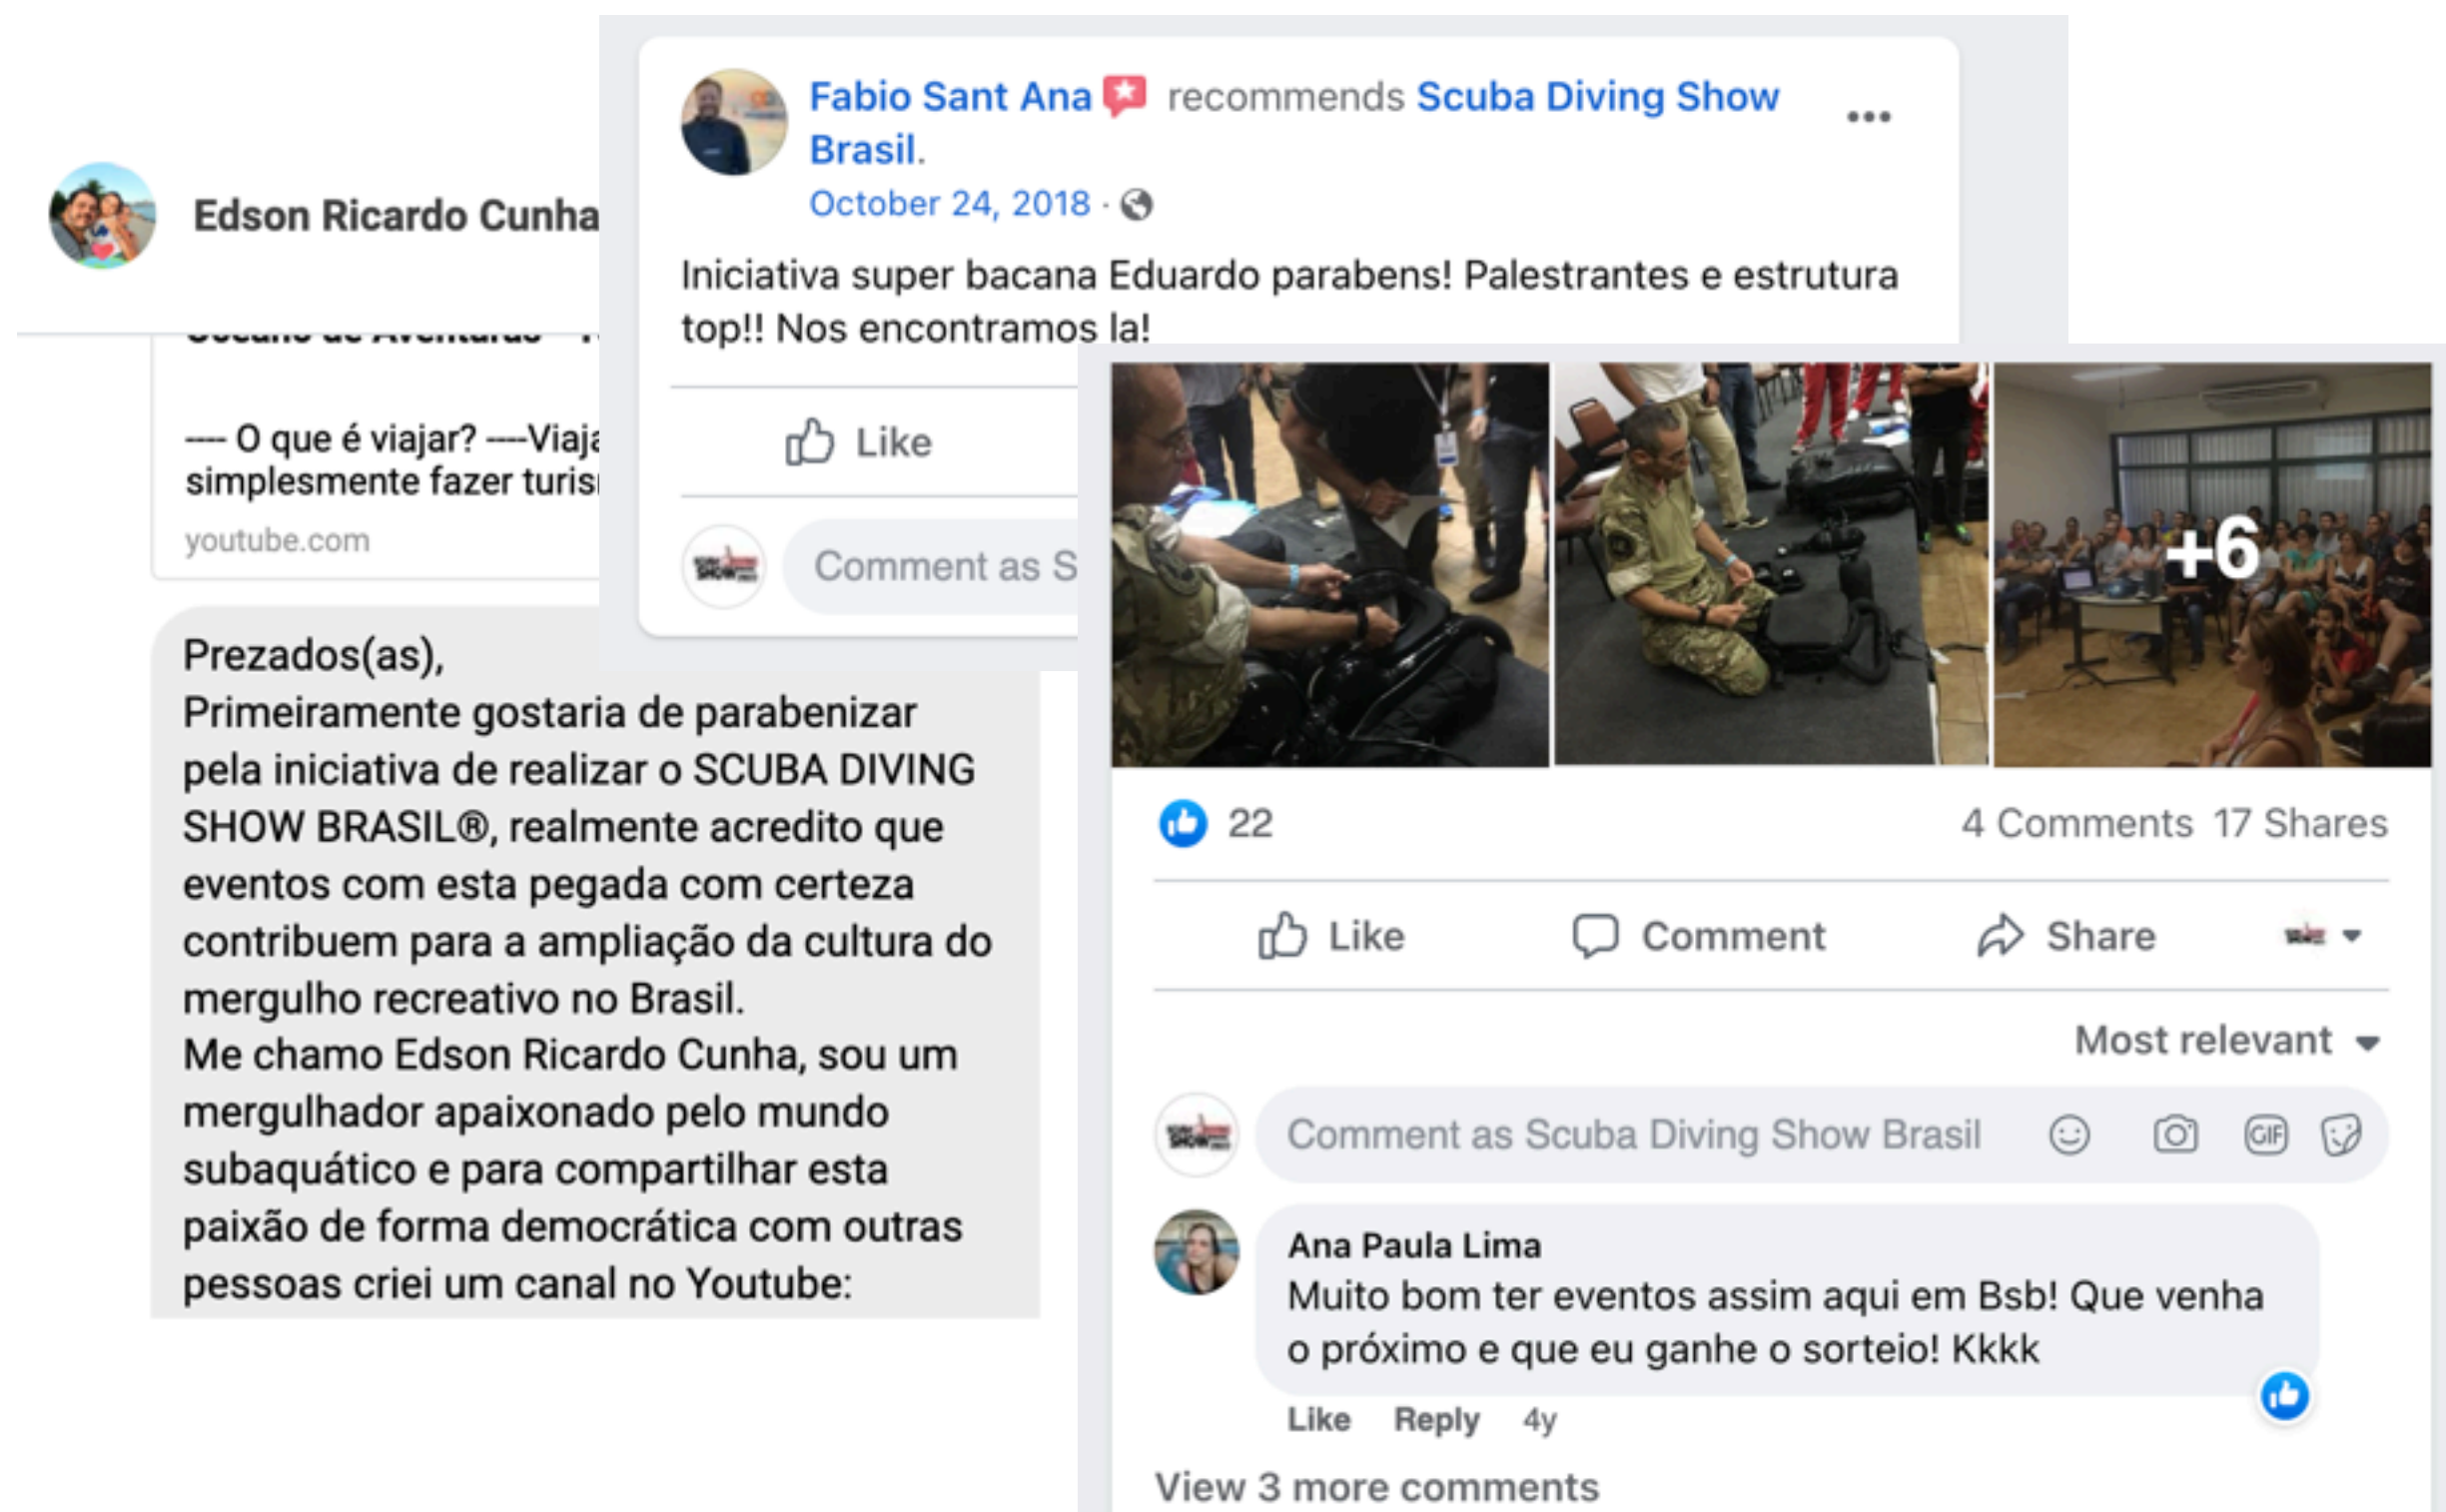 Edson Ricardo Cunha
---- O que é viajar? ----Viaja
simplesmente fazer
youtube.com
Prezados(as),
Primeiramente gostaria de parabenizar
pela iniciativa de realizar o SCUBA DIVING
SHOW BRASIL®, realmente acredito que
eventos com esta pegada com certeza
contribuem para a ampliação da cultura do
mergulho recreativo no Brasil.
Me chamo Edson Ricardo Cunha, sou um
mergulhador apaixonado pelo mundo
subaquático e para compartilhar esta
paixão de forma democrática com outras
pessoas criei um canal no Youtube:
Fabio Sant Ana recommends Scuba Diving Show
Brasil.
October 24, 2018 ·
Iniciativa super bacana Eduardo parabens! Palestrantes e estrutura
top!! Nos encontramos la!
Like
Comment as S
+6
22 4 Comments 17 Shares
Like Comment Share
Most relevant
Comment as Scuba Diving Show Brasil GIF
Ana Paula Lima
Muito bom ter eventos assim aqui em Bsb! Que venha
o próximo e que eu ganhe o sorteio! Kkkk
Like Reply 4y
View 3 more comments